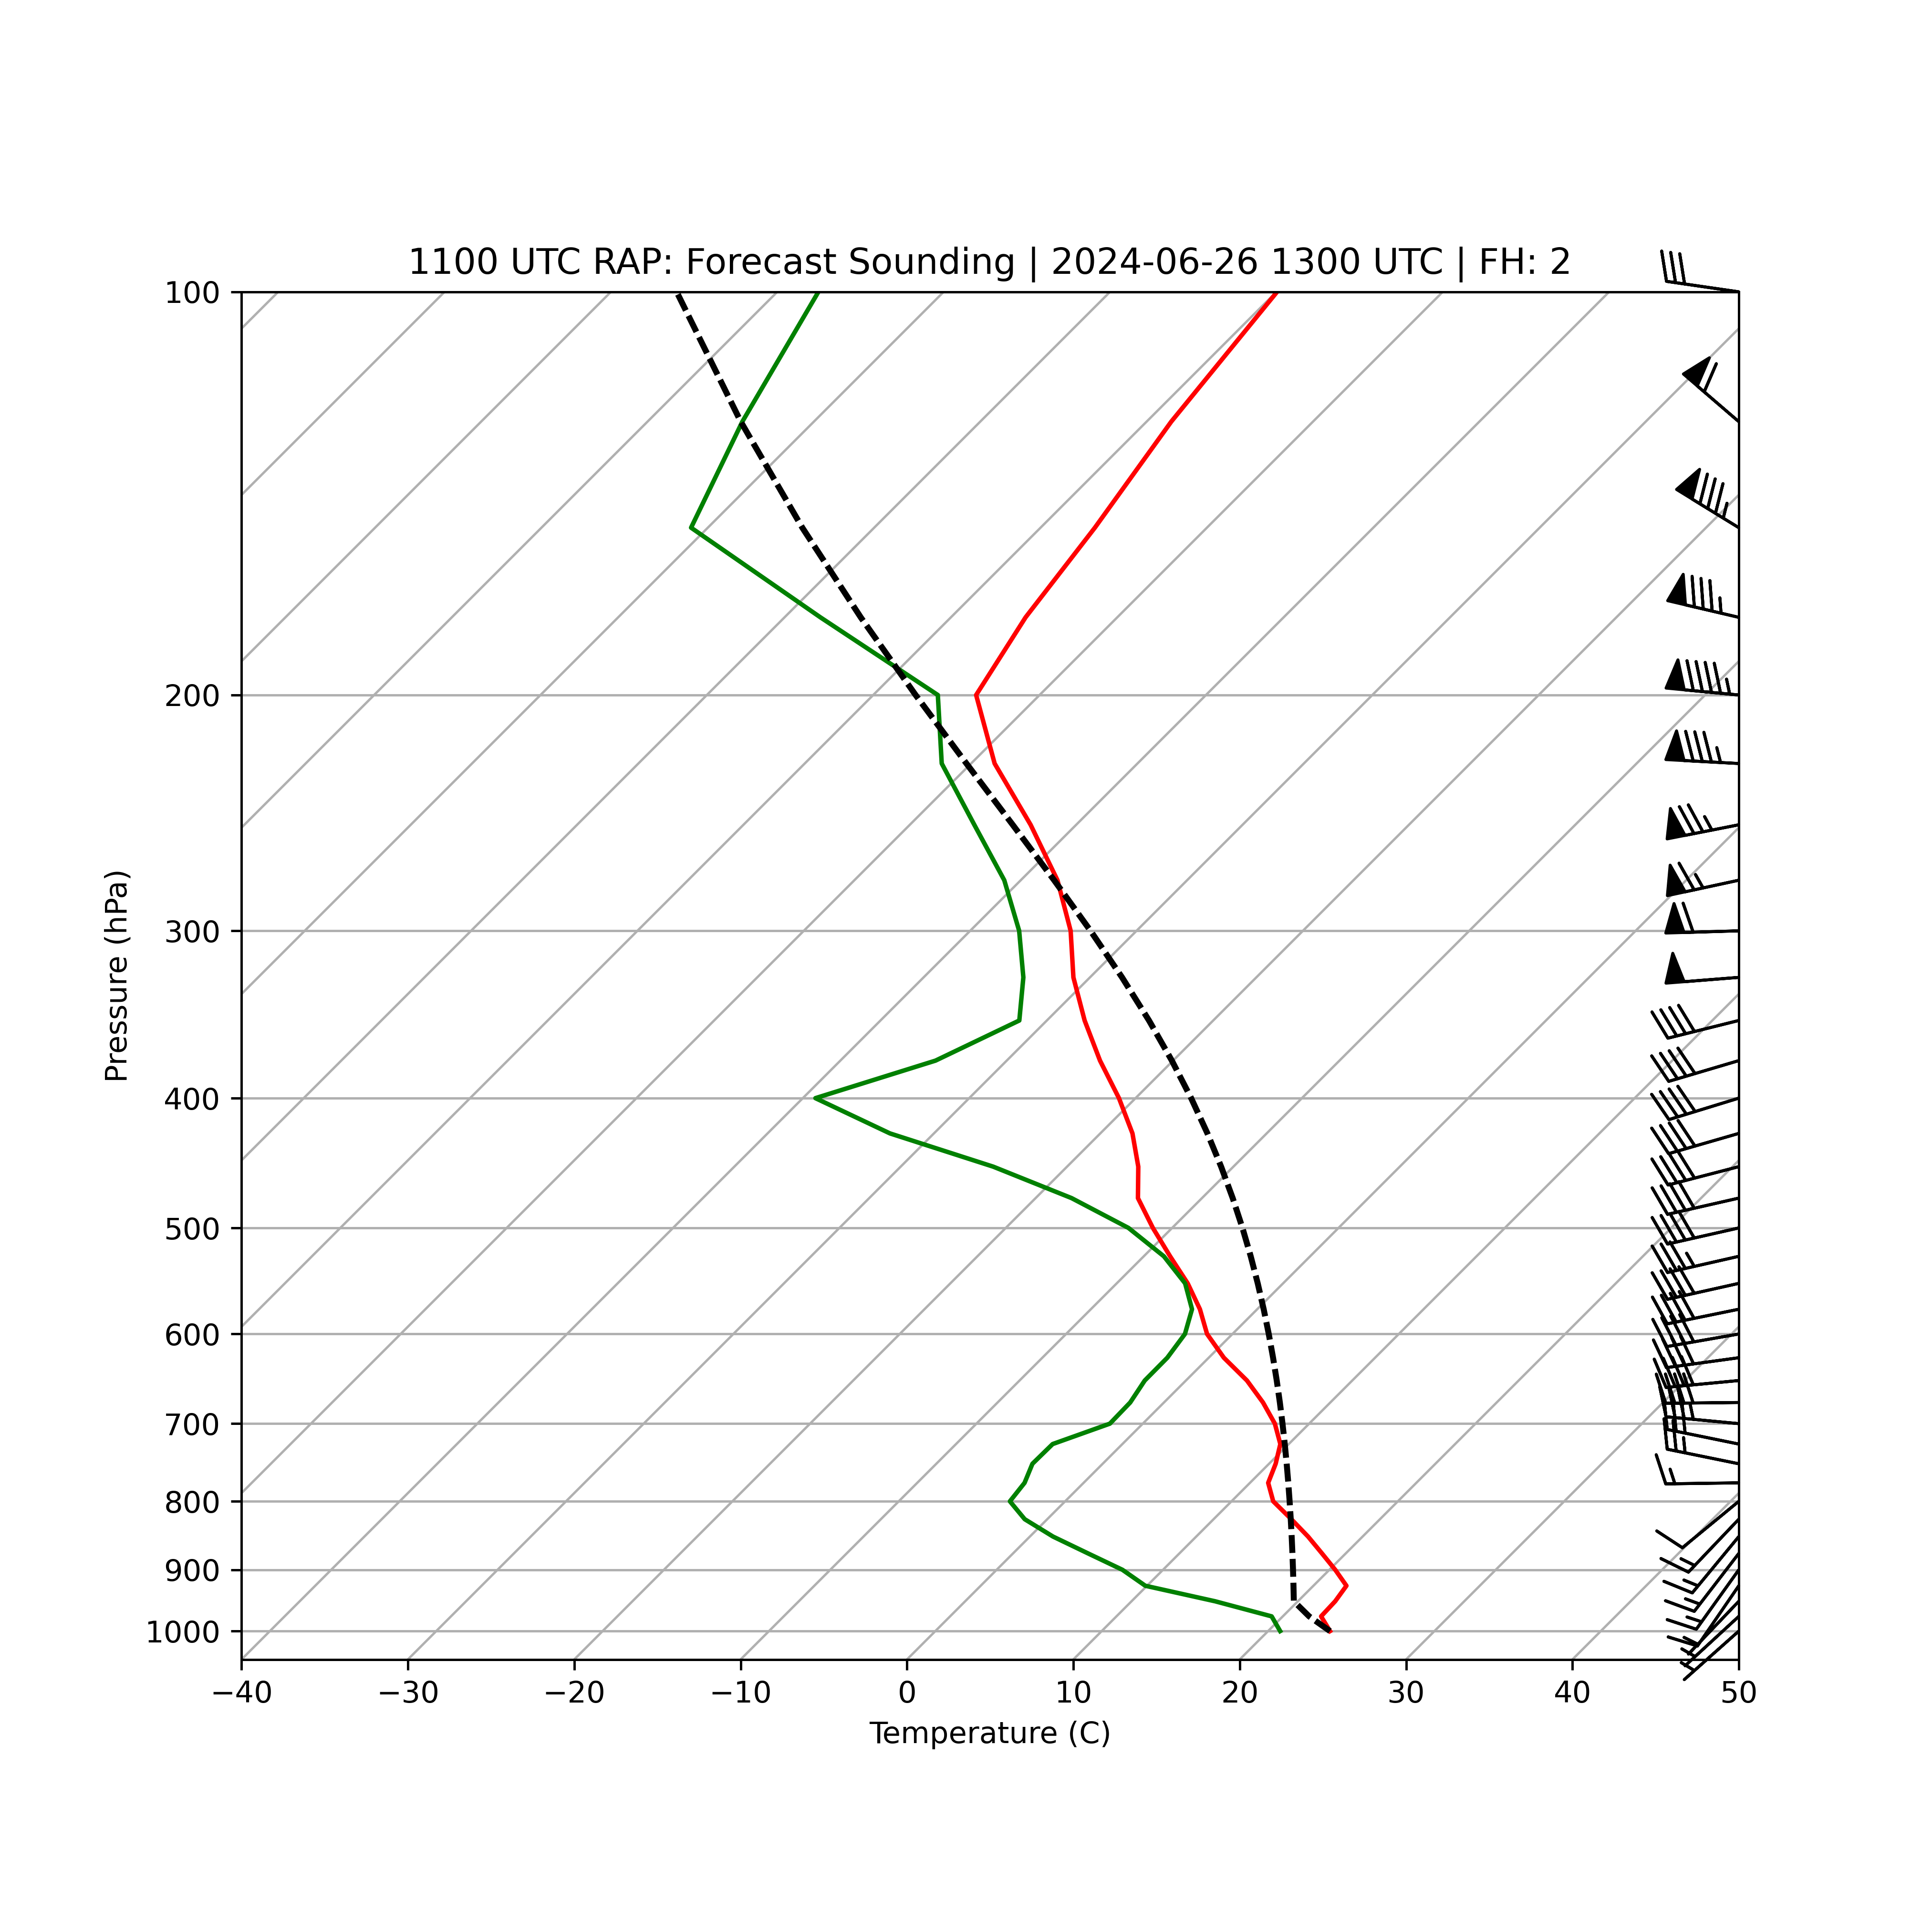 1100 UTC RAP: Forecast Sounding | 2024-06-26 1300 UTC | FH: 2
100
200
300
400
500
600
700
800
900
1000
Pressure (hPa)
−40 −30 −20 −10 0 10 20 30 40 50
Temperature (C)